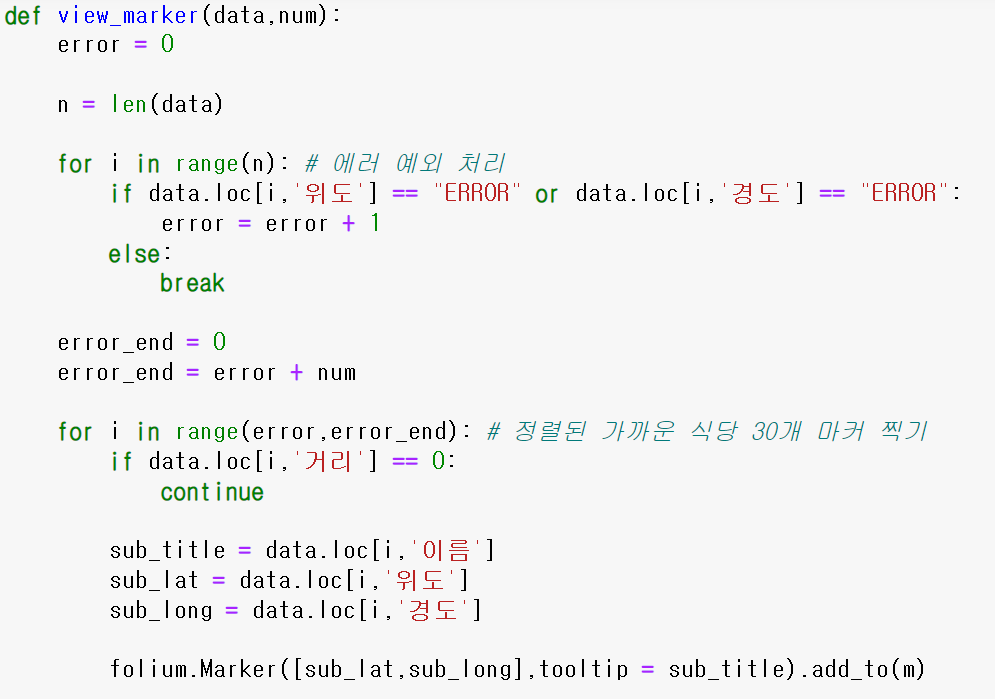 def view_marker(data,num):
    error = 0

    n = len(data)

    for i in range(n): # 에러 예외 처리
        if data.loc[i,'위도'] == "ERROR" or data.loc[i,'경도'] == "ERROR":
            error = error + 1
        else:
            break

    error_end = 0
    error_end = error + num

    for i in range(error,error_end): # 정렬된 가까운 식당 30개 마커 찍기
        if data.loc[i,'거리'] == 0:
            continue

        sub_title = data.loc[i,'이름']
        sub_lat = data.loc[i,'위도']
        sub_long = data.loc[i,'경도']

        folium.Marker([sub_lat,sub_long],tooltip = sub_title).add_to(m)